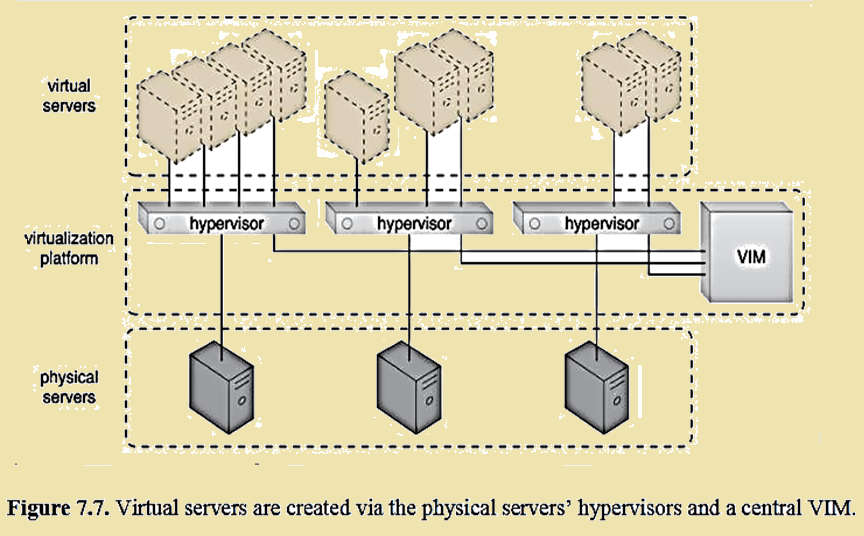 virtual
servers
hypervisor
hypervisor
hypervisor
virtualization
platform
VIM
physical
servers
Figure 7.7. Virtual servers are created via the physical servers' hypervisors and a central VIM.